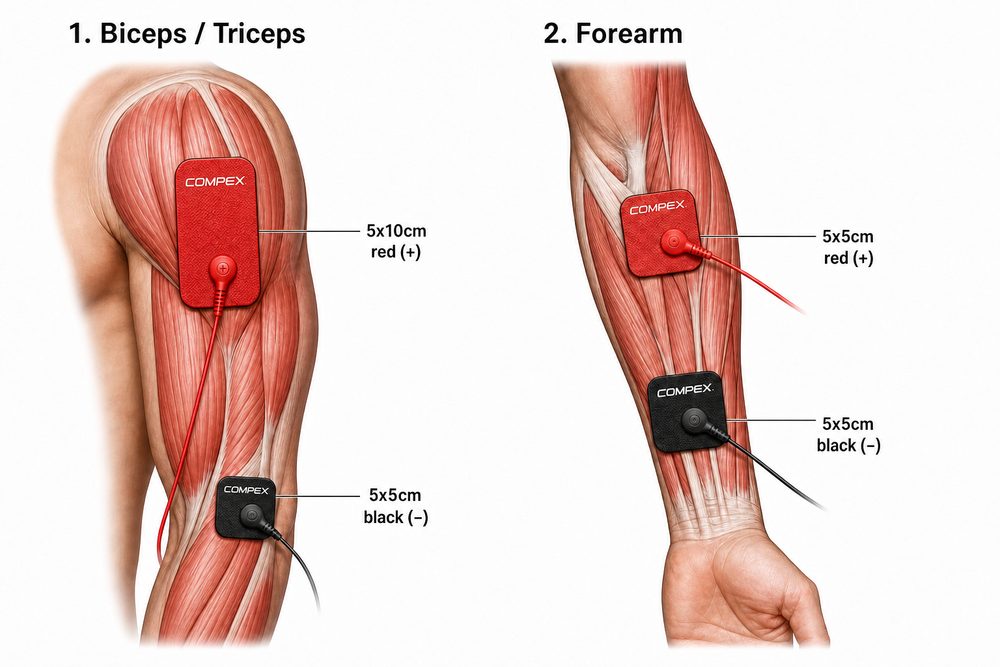 1. Biceps / Triceps
COMPEX
5x10cm
red (+)
COMPEX
5x5cm
black (−)
2. Forearm
COMPEX
5x5cm
red (+)
COMPEX
5x5cm
black (−)